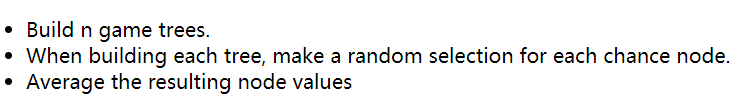 • Build n game trees.
• When building each tree, make a random selection for each chance node.
• Average the resulting node values